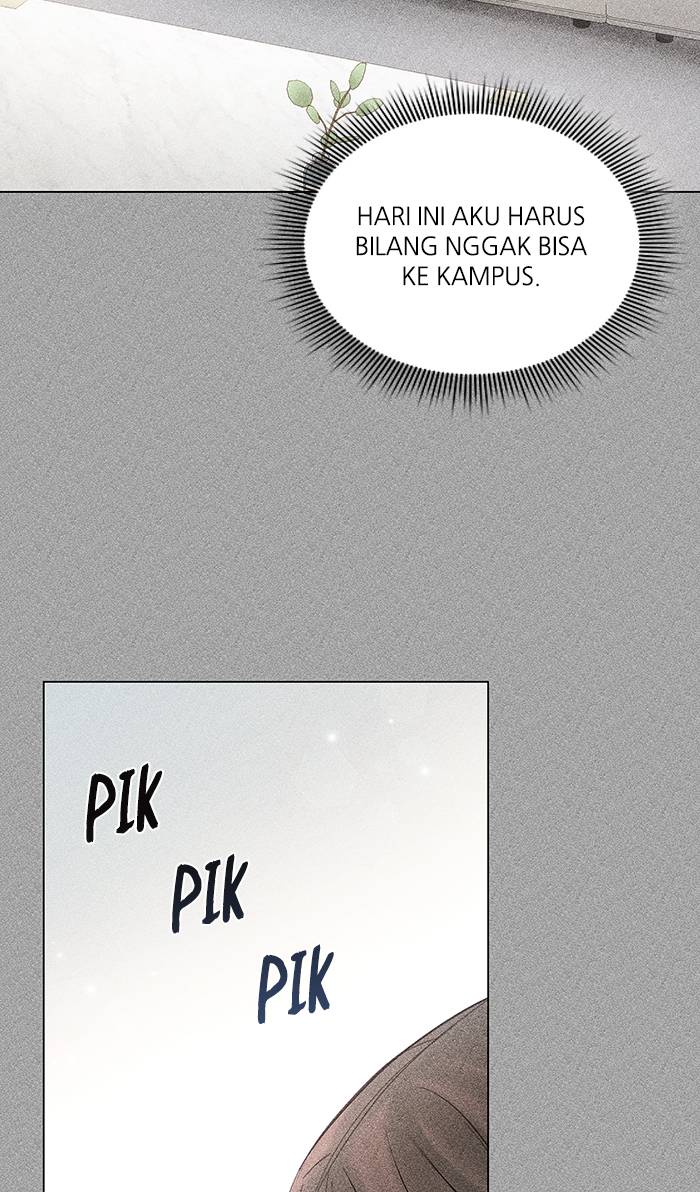 HARI INI AKU HARUS
BILANG NGGAK BISA
KE KAMPUS.
PIK
PIK
PIK